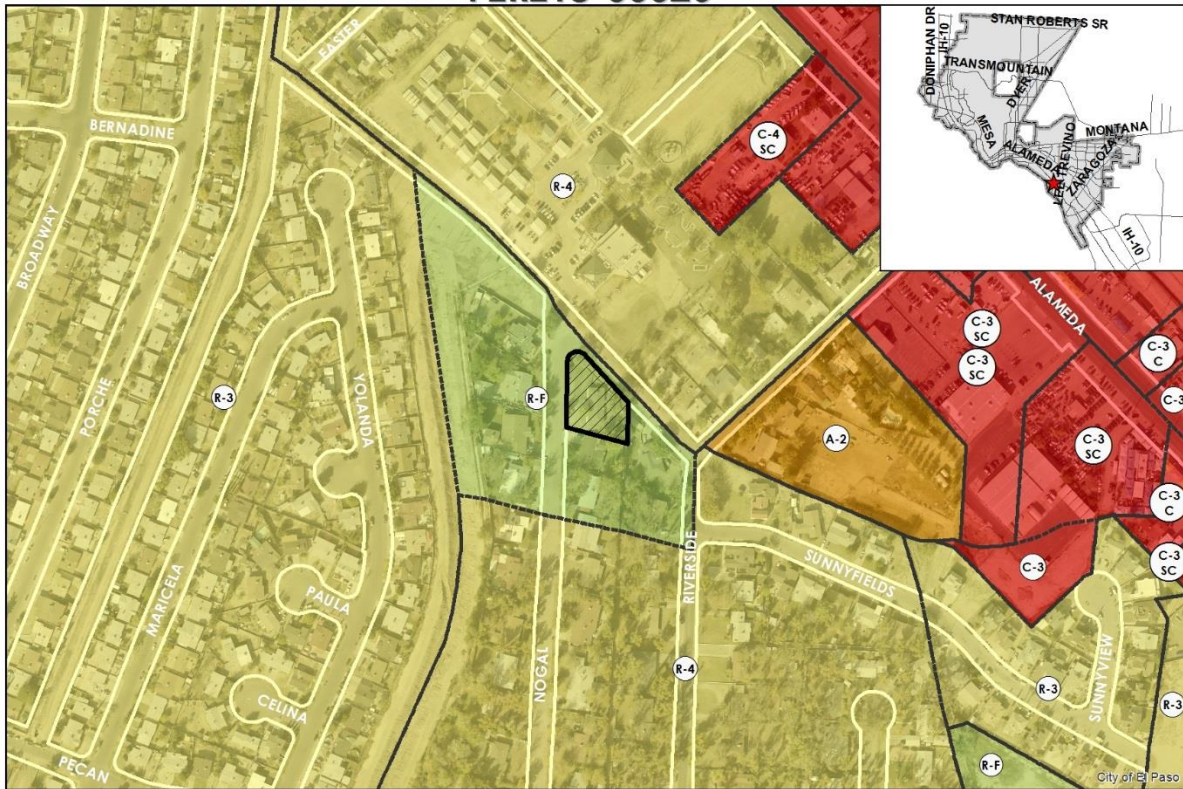 EASTER
BERNADINE
BROADWAY
PORCHE
R-3
MARICELA
YOLANDA
PAULA
CELINA
PECAN
R-4
C-4
SC
R-F
NOGAL
RIVERSIDE
R-4
A-2
SUNNYFIELDS
SUNNYVIEW
R-3
R-3
R-F
C-3
C-3
SC
C-3
SC
C-3
SC
ALAMEDA
C-3
C
C-3
C-3
C
C-3
SC
DONIPHAN DR
IH-10
STAN ROBERTS SR
TRANSMOUNTAIN
DYER
MESA
MONTANA
ALAMEDA
LEE TREVINO
ZARAGOZA
IH-10
City of El Paso